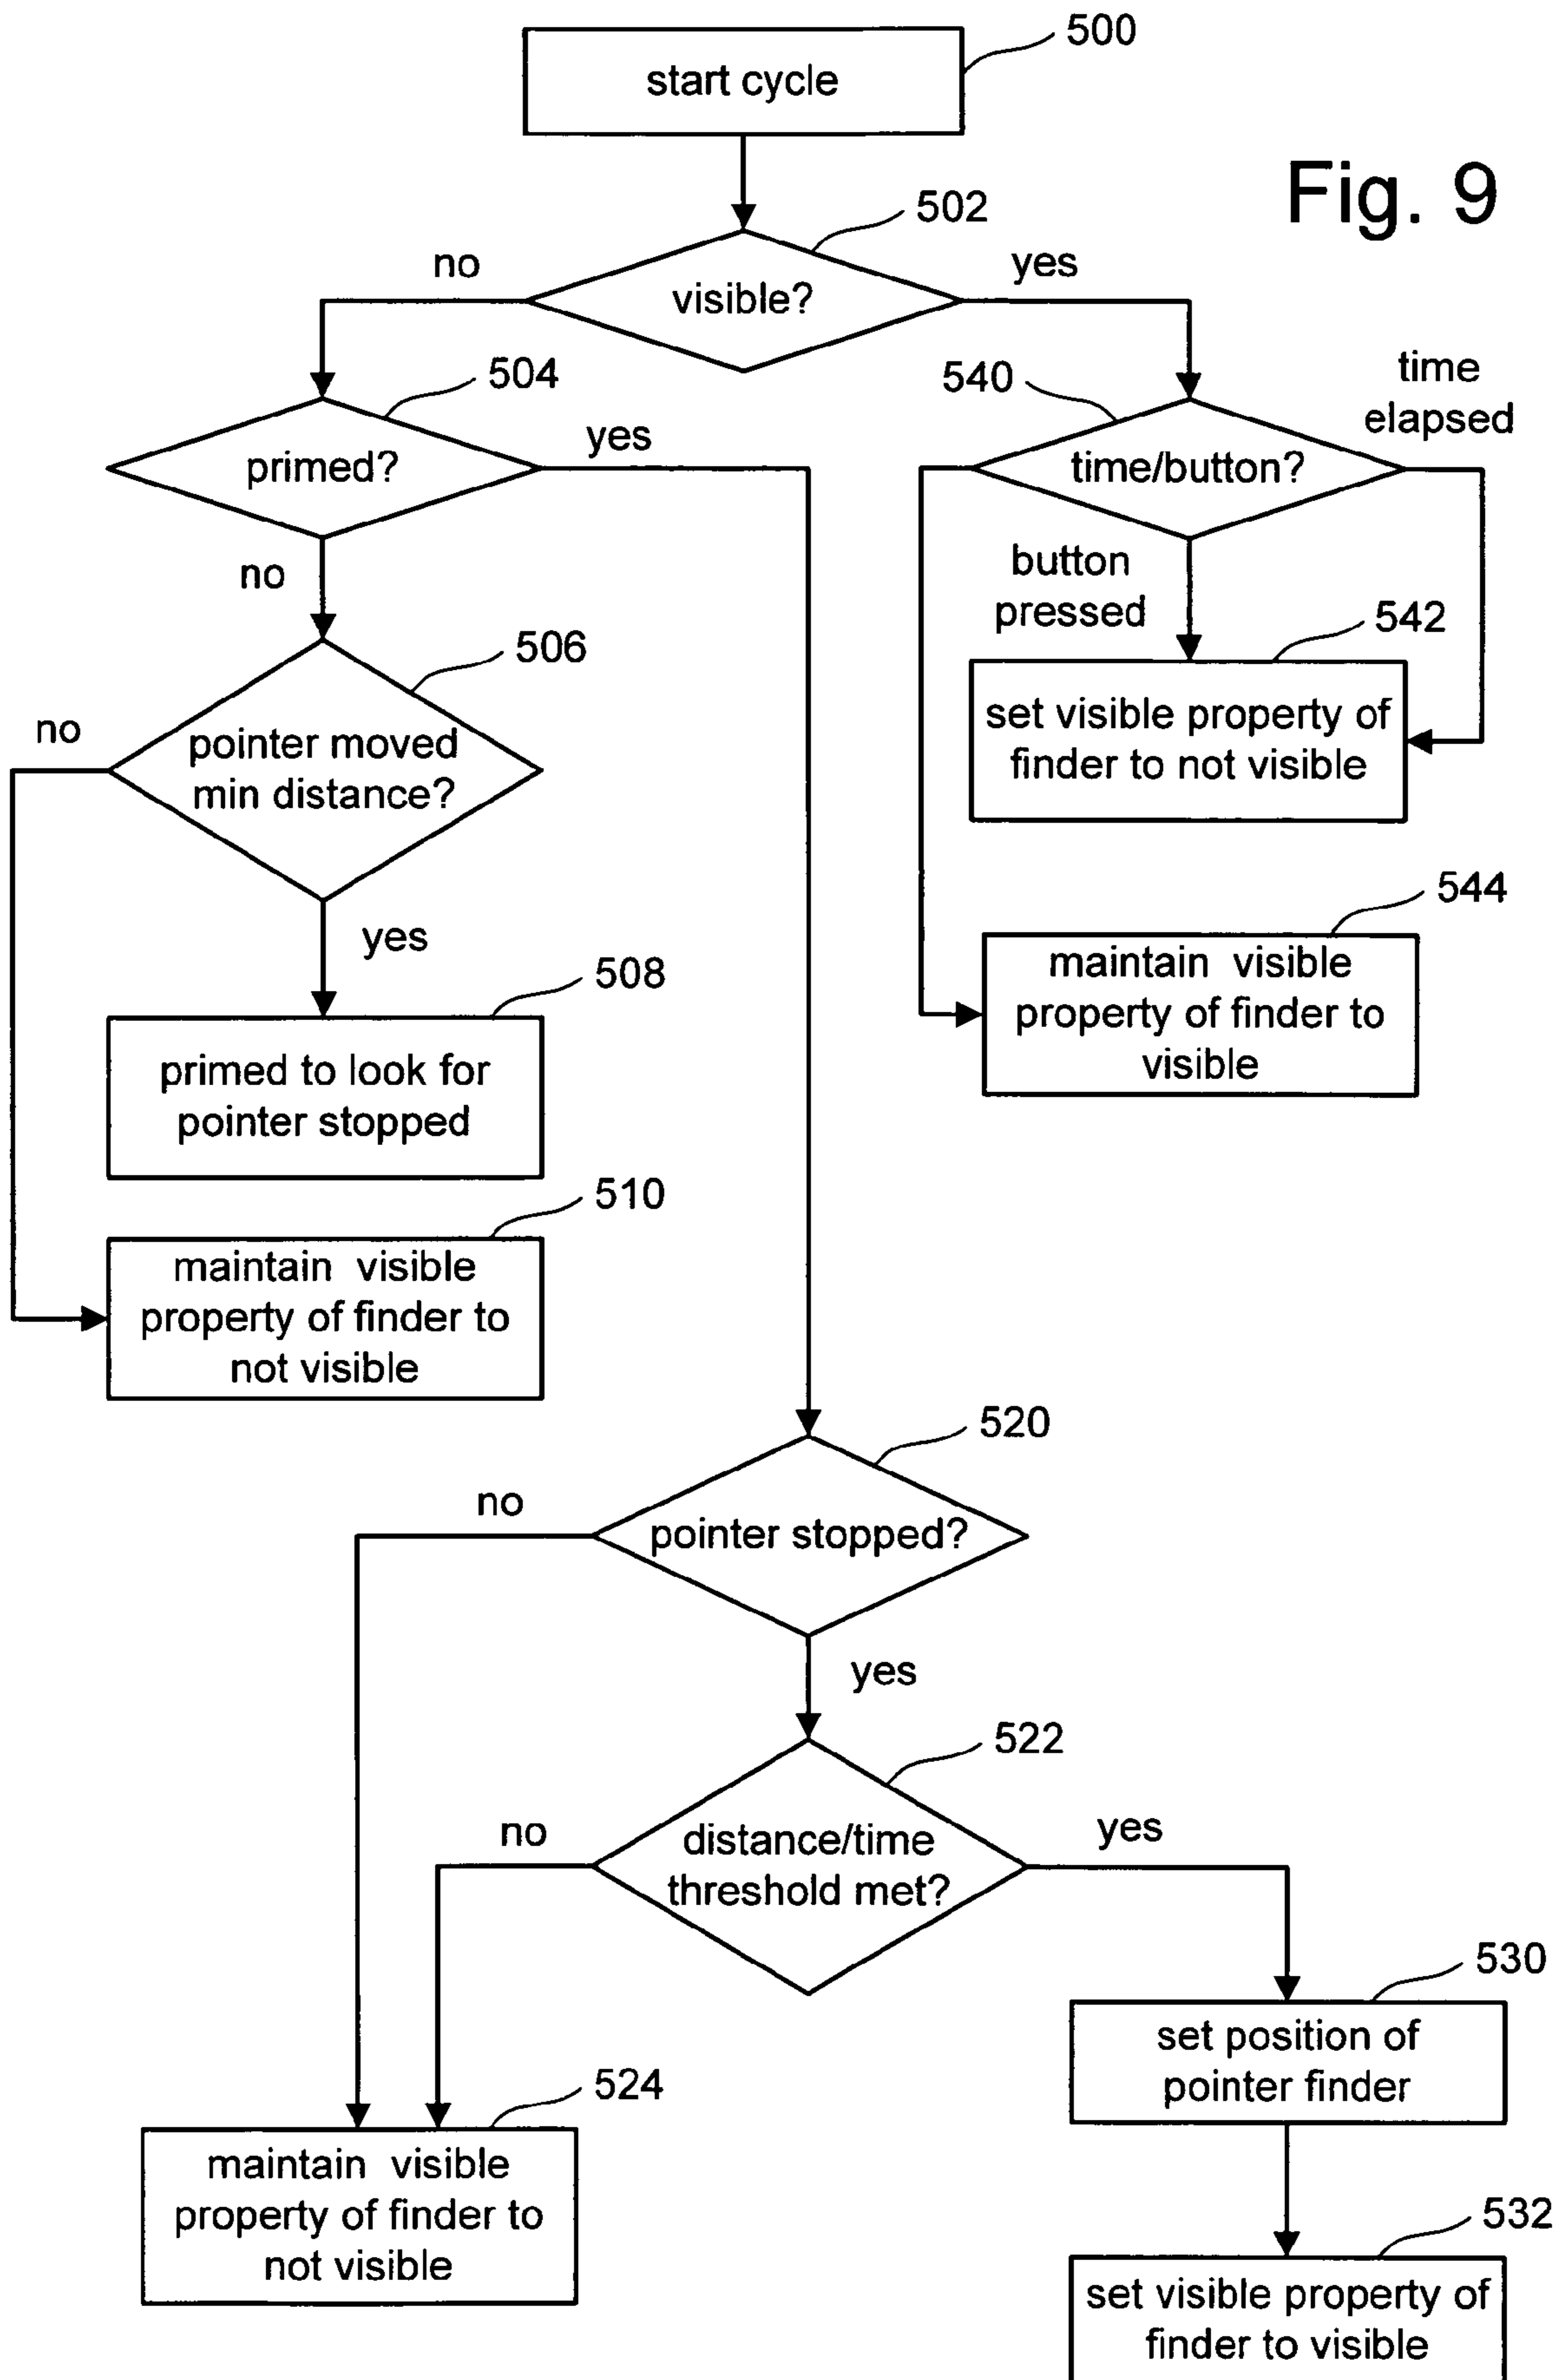 500
start cycle
Fig. 9
502
no
yes
visible?
504
540
time
elapsed
yes
primed?
time/button?
no
button
pressed
506
542
no
pointer moved
min distance?
set visible property of
finder to not visible
yes
544
508
maintain visible
property of finder to
visible
primed to look for
pointer stopped
510
maintain visible
property of finder to
not visible
520
no
pointer stopped?
yes
522
no
distance/time
threshold met?
yes
530
set position of
pointer finder
524
maintain visible
property of finder to
not visible
532
set visible property of
finder to visible